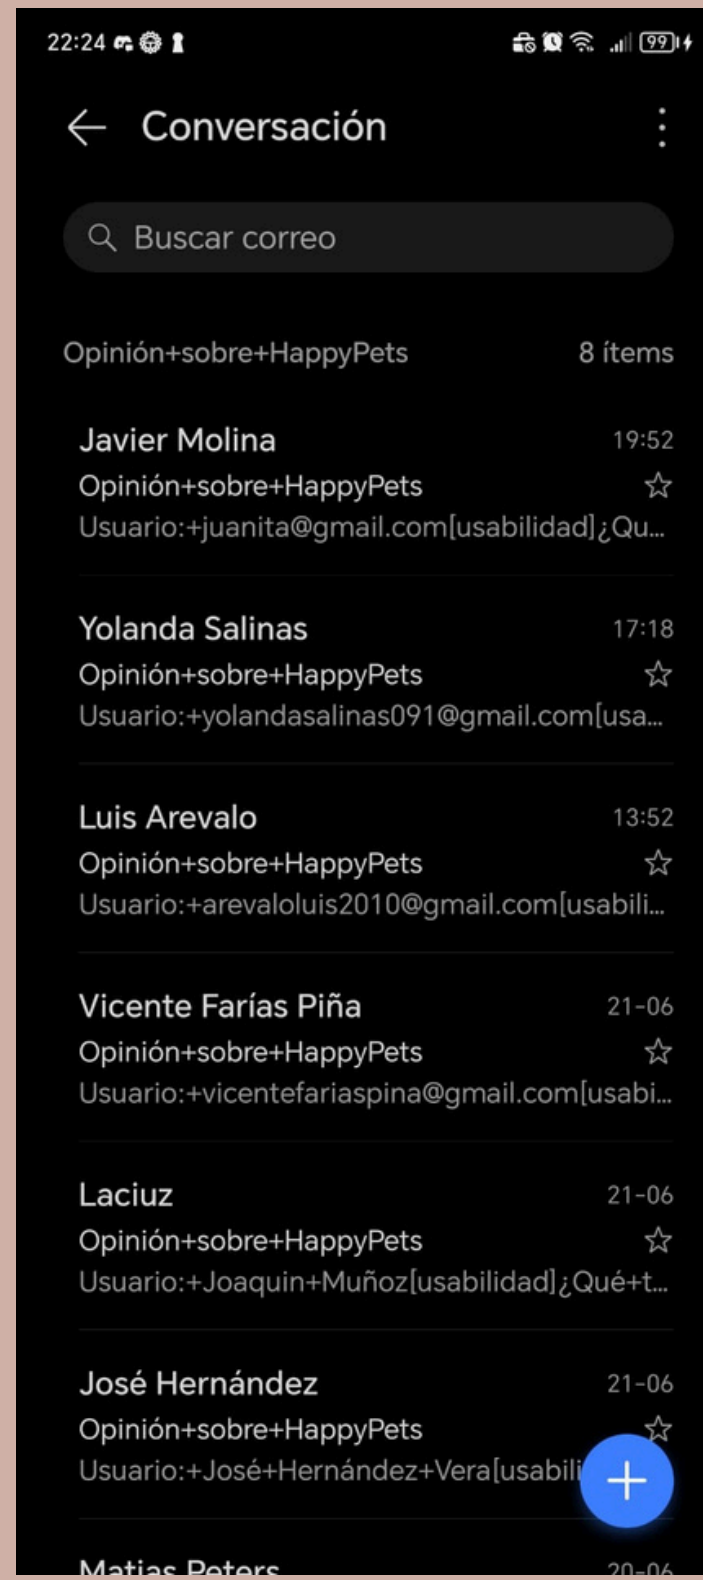 22:24
99
Conversación
Buscar correo
Opinión+sobre+HappyPets 8 ítems
Javier Molina 19:52
Opinión+sobre+HappyPets
Usuario:+juanita@gmail.com[usabilidad]¿Qu...
Yolanda Salinas 17:18
Opinión+sobre+HappyPets
Usuario:+yolandasalinas091@gmail.com[usa...
Luis Arevalo 13:52
Opinión+sobre+HappyPets
Usuario:+arevaloluis2010@gmail.com[usabili...
Vicente Farías Piña 21-06
Opinión+sobre+HappyPets
Usuario:+vicentefariaspina@gmail.com[usabi...
Laciuz 21-06
Opinión+sobre+HappyPets
Usuario:+Joaquin+Muñoz[usabilidad]¿Qué+t...
José Hernández 21-06
Opinión+sobre+HappyPets
Usuario:+José+Hernández+Vera[usabili
Matias Peters 20-06